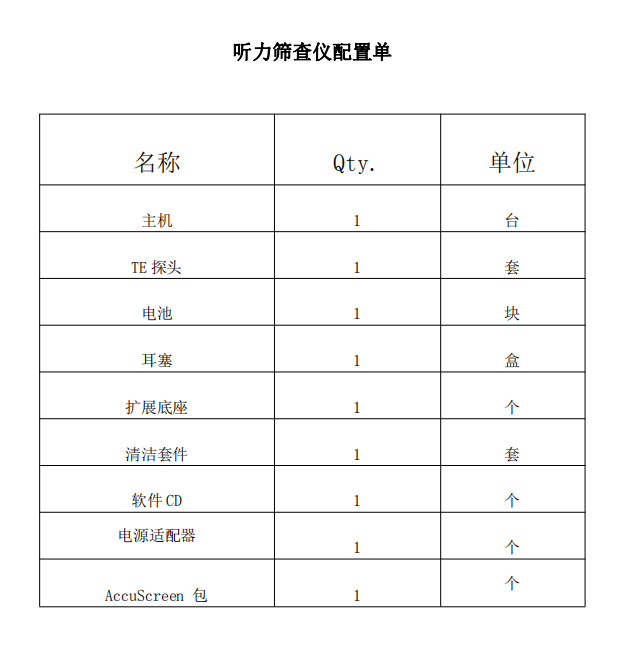 听力筛查仪配置单
名称 Qty. 单位
主机 1 台
TE 探头 1 套
电池 1 块
耳塞 1 盒
扩展底座 1 个
清洁套件 1 套
软件 CD 1 个
电源适配器 1 个
AccuScreen 包 1 个